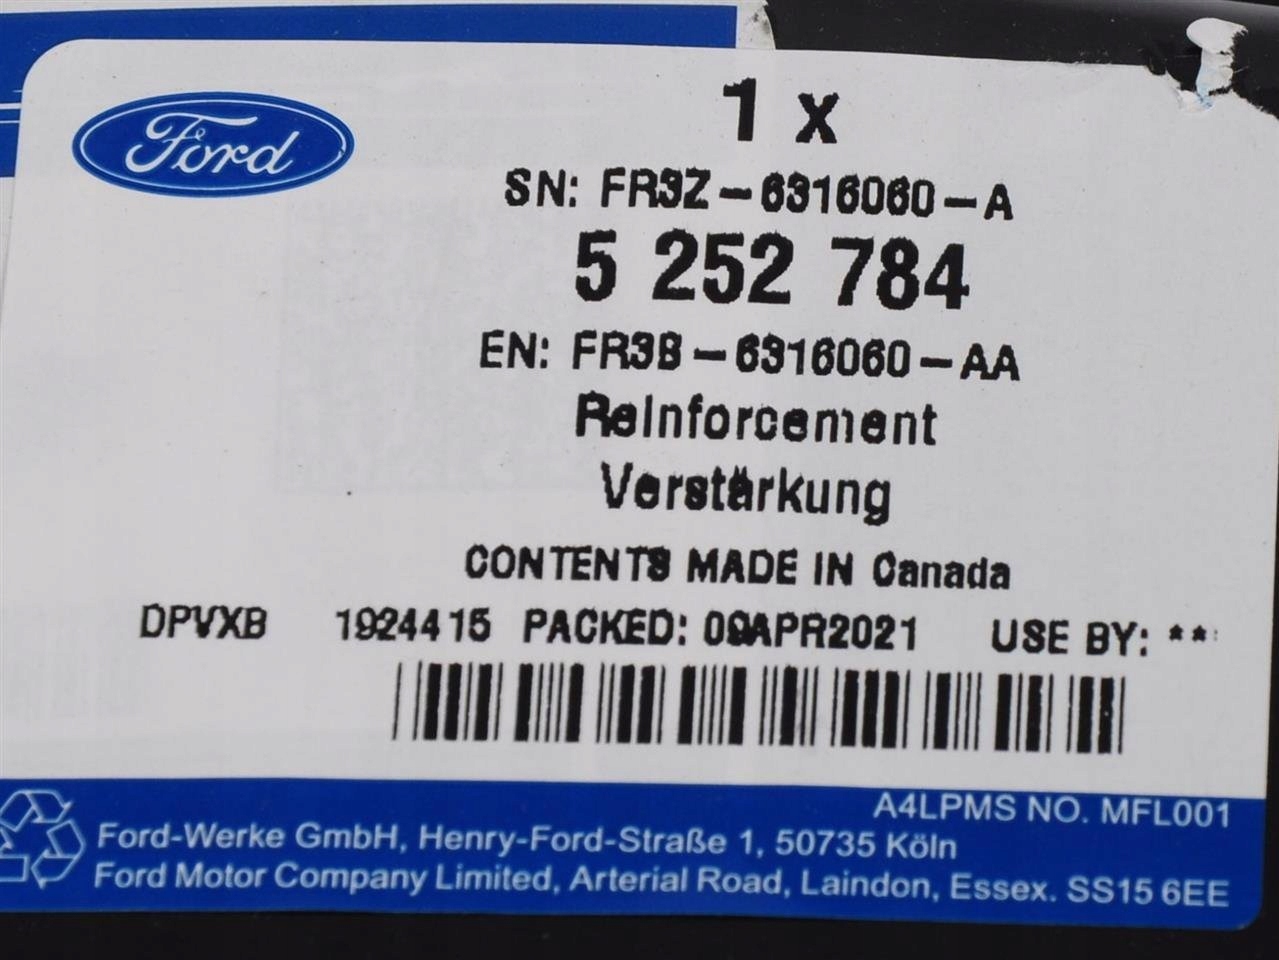 Ford
1 x
SN: FR3Z-6316060-A
5 252 784
EN: FR3B-6316060-AA
Reinforcement
Verstärkung
CONTENTS MADE IN Canada
DPVXB 1924415 PACKED: 09APR2021 USE BY: **
A4LPMS NO. MFL001
Ford-Werke GmbH, Henry-Ford-Straße 1, 50735 Köln
Ford Motor Company Limited, Arterial Road, Laindon, Essex. SS15 6EE